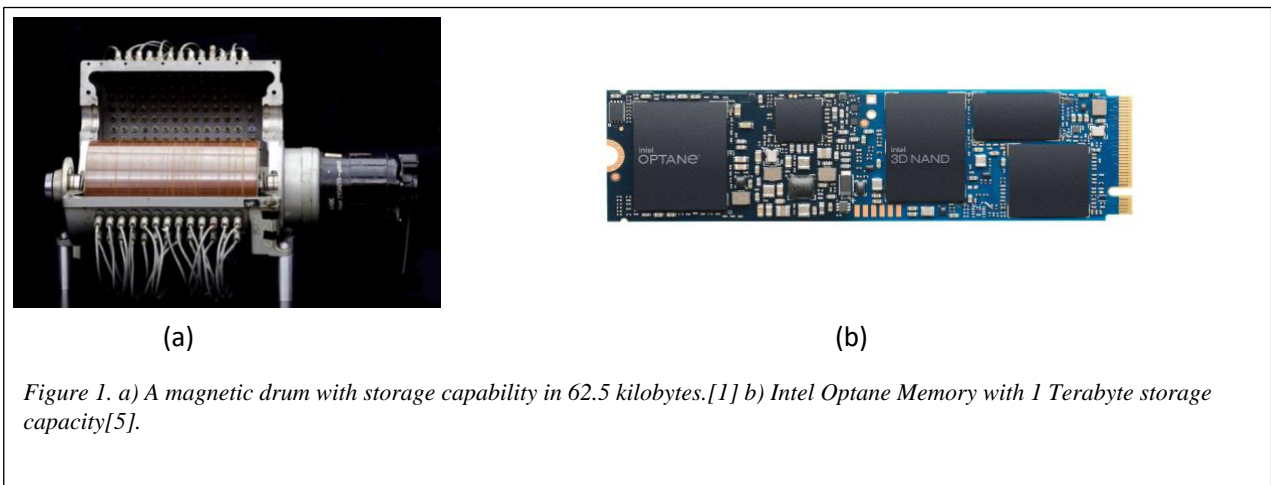 intel
OPTANE™
intel
3D NAND
(a)
(b)
Figure 1. a) A magnetic drum with storage capability in 62.5 kilobytes.[1] b) Intel Optane Memory with 1 Terabyte storage
capacity[5].